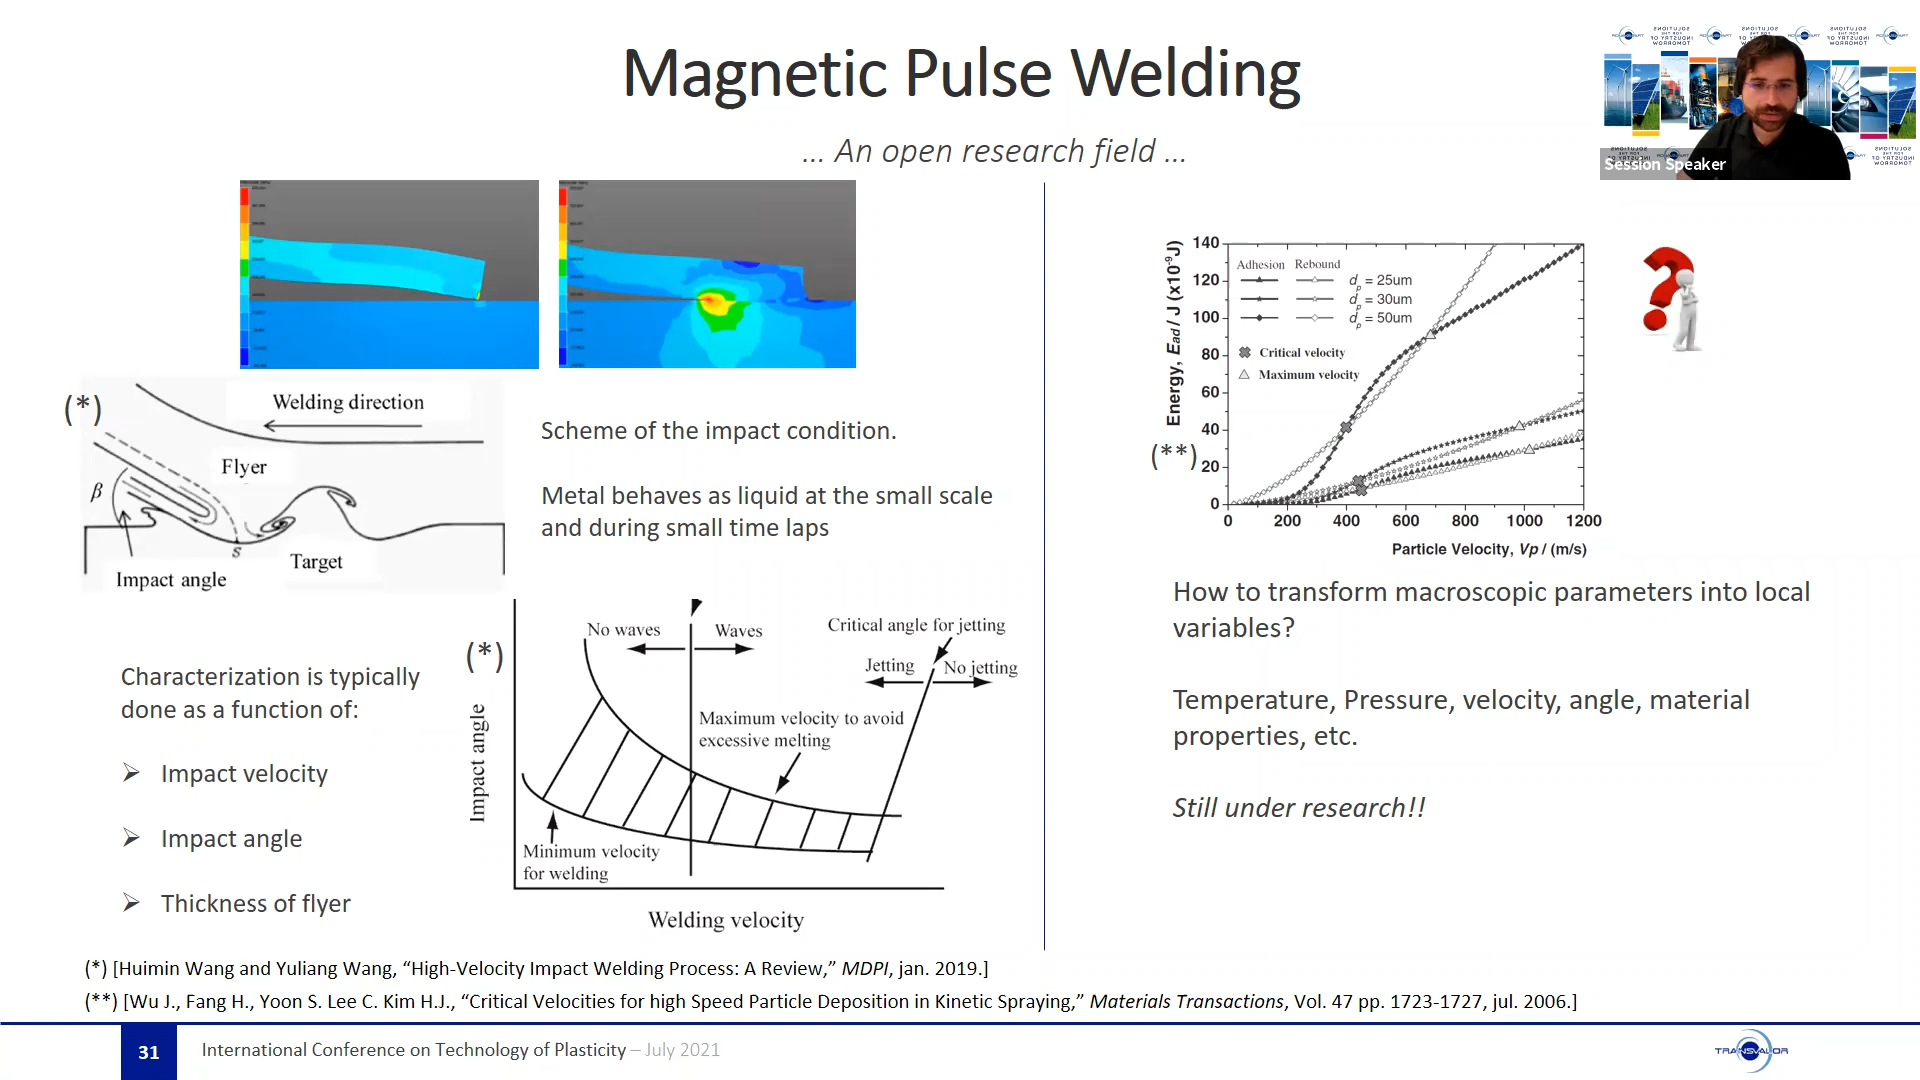 Magnetic Pulse Welding
... An open research field ...
Session Speaker
(*)
Welding direction
Flyer
β
s
Target
Impact angle
Scheme of the impact condition.
Metal behaves as liquid at the small scale
and during small time laps
Characterization is typically
done as a function of:
Impact velocity
Impact angle
Thickness of flyer
(*)
No waves
Waves
Critical angle for jetting
Jetting
No jetting
Maximum velocity to avoid
excessive melting
Minimum velocity
for welding
Impact angle
Welding velocity
(**)
Energy, Ead / J (x10⁻⁹J)
140
120
100
80
60
40
20
0
Adhesion Rebound
dp = 25um
dp = 30um
dp = 50um
Critical velocity
Maximum velocity
0 200 400 600 800 1000 1200
Particle Velocity, Vp / (m/s)
How to transform macroscopic parameters into local
variables?
Temperature, Pressure, velocity, angle, material
properties, etc.
Still under research!!
(*) [Huimin Wang and Yuliang Wang, “High-Velocity Impact Welding Process: A Review,” MDPI, jan. 2019.]
(**) [Wu J., Fang H., Yoon S. Lee C. Kim H.J., “Critical Velocities for high Speed Particle Deposition in Kinetic Spraying,” Materials Transactions, Vol. 47 pp. 1723-1727, jul. 2006.]
31
International Conference on Technology of Plasticity – July 2021
TRANSVALOR